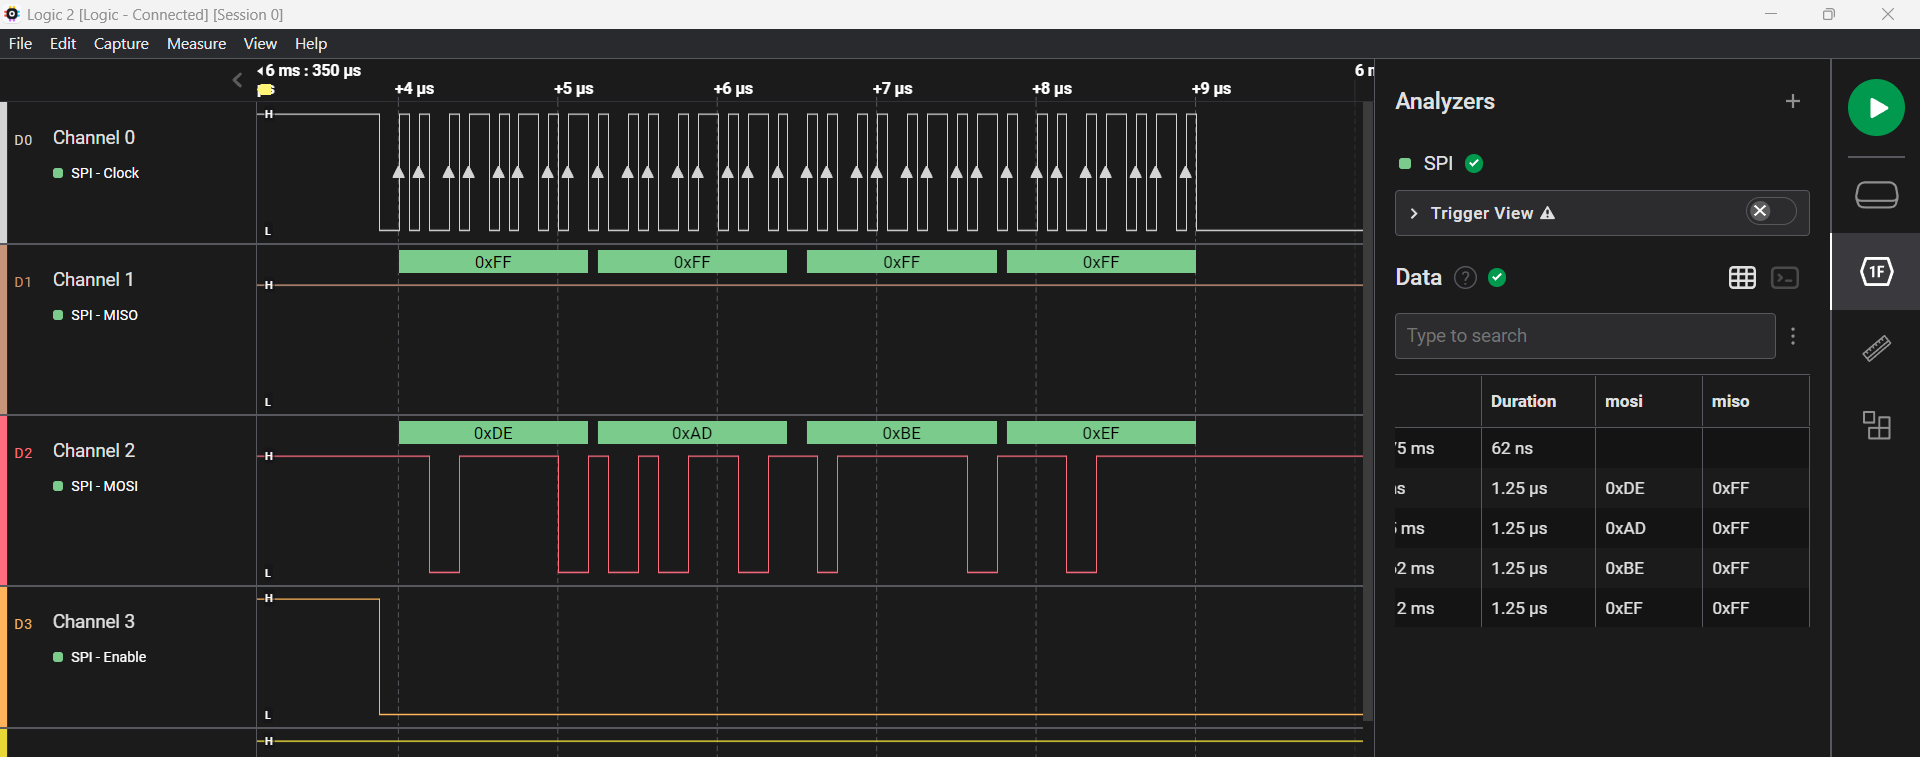 Logic 2 [Logic - Connected] [Session 0]
File Edit Capture Measure View Help
6 ms : 350 µs
+4 µs +5 µs +6 µs +7 µs +8 µs +9 µs
D0 Channel 0
SPI - Clock
H
L
D1 Channel 1
SPI - MISO
0xFF 0xFF 0xFF 0xFF
H
L
D2 Channel 2
SPI - MOSI
0xDE 0xAD 0xBE 0xEF
H
L
D3 Channel 3
SPI - Enable
H
L
H
Analyzers
SPI
Trigger View
Data
Type to search
Duration mosi miso
5 ms 62 ns
1.25 µs 0xDE 0xFF
ms 1.25 µs 0xAD 0xFF
2 ms 1.25 µs 0xBE 0xFF
2 ms 1.25 µs 0xEF 0xFF
1F